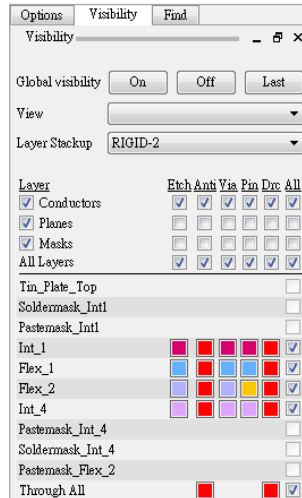 Options Visibility Find
Visibility
Global visibility On Off Last
View
Layer Stackup RIGID-2
Layer Etch Anti Via Pin Drc All
Conductors
Planes
Masks
All Layers
Tin_Plate_Top
Soldermask_Int1
Pastemask_Int1
Int_1
Flex_1
Flex_2
Int_4
Pastemask_Int_4
Soldermask_Int_4
Pastemask_Flex_2
Through All